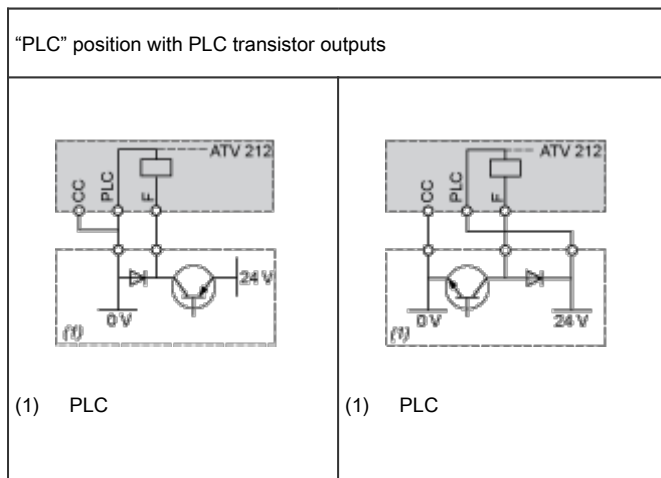 “PLC” position with PLC transistor outputs
ATV 212
CC
PLC
F
24 V
0 V
(1)
(1) PLC
ATV 212
CC
PLC
F
0 V
24 V
(1)
(1) PLC